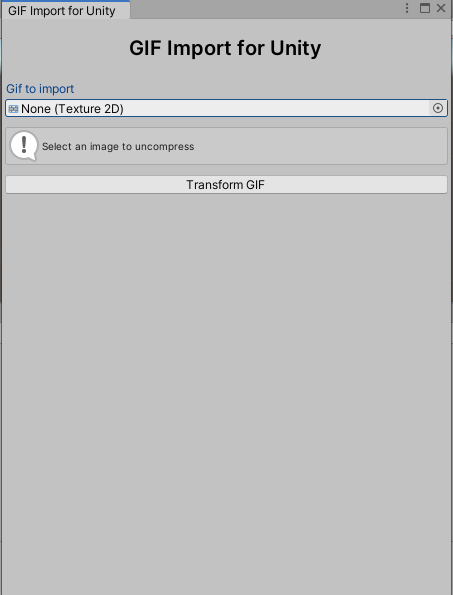 GIF Import for Unity
GIF Import for Unity
Gif to import
None (Texture 2D)
Select an image to uncompress
Transform GIF